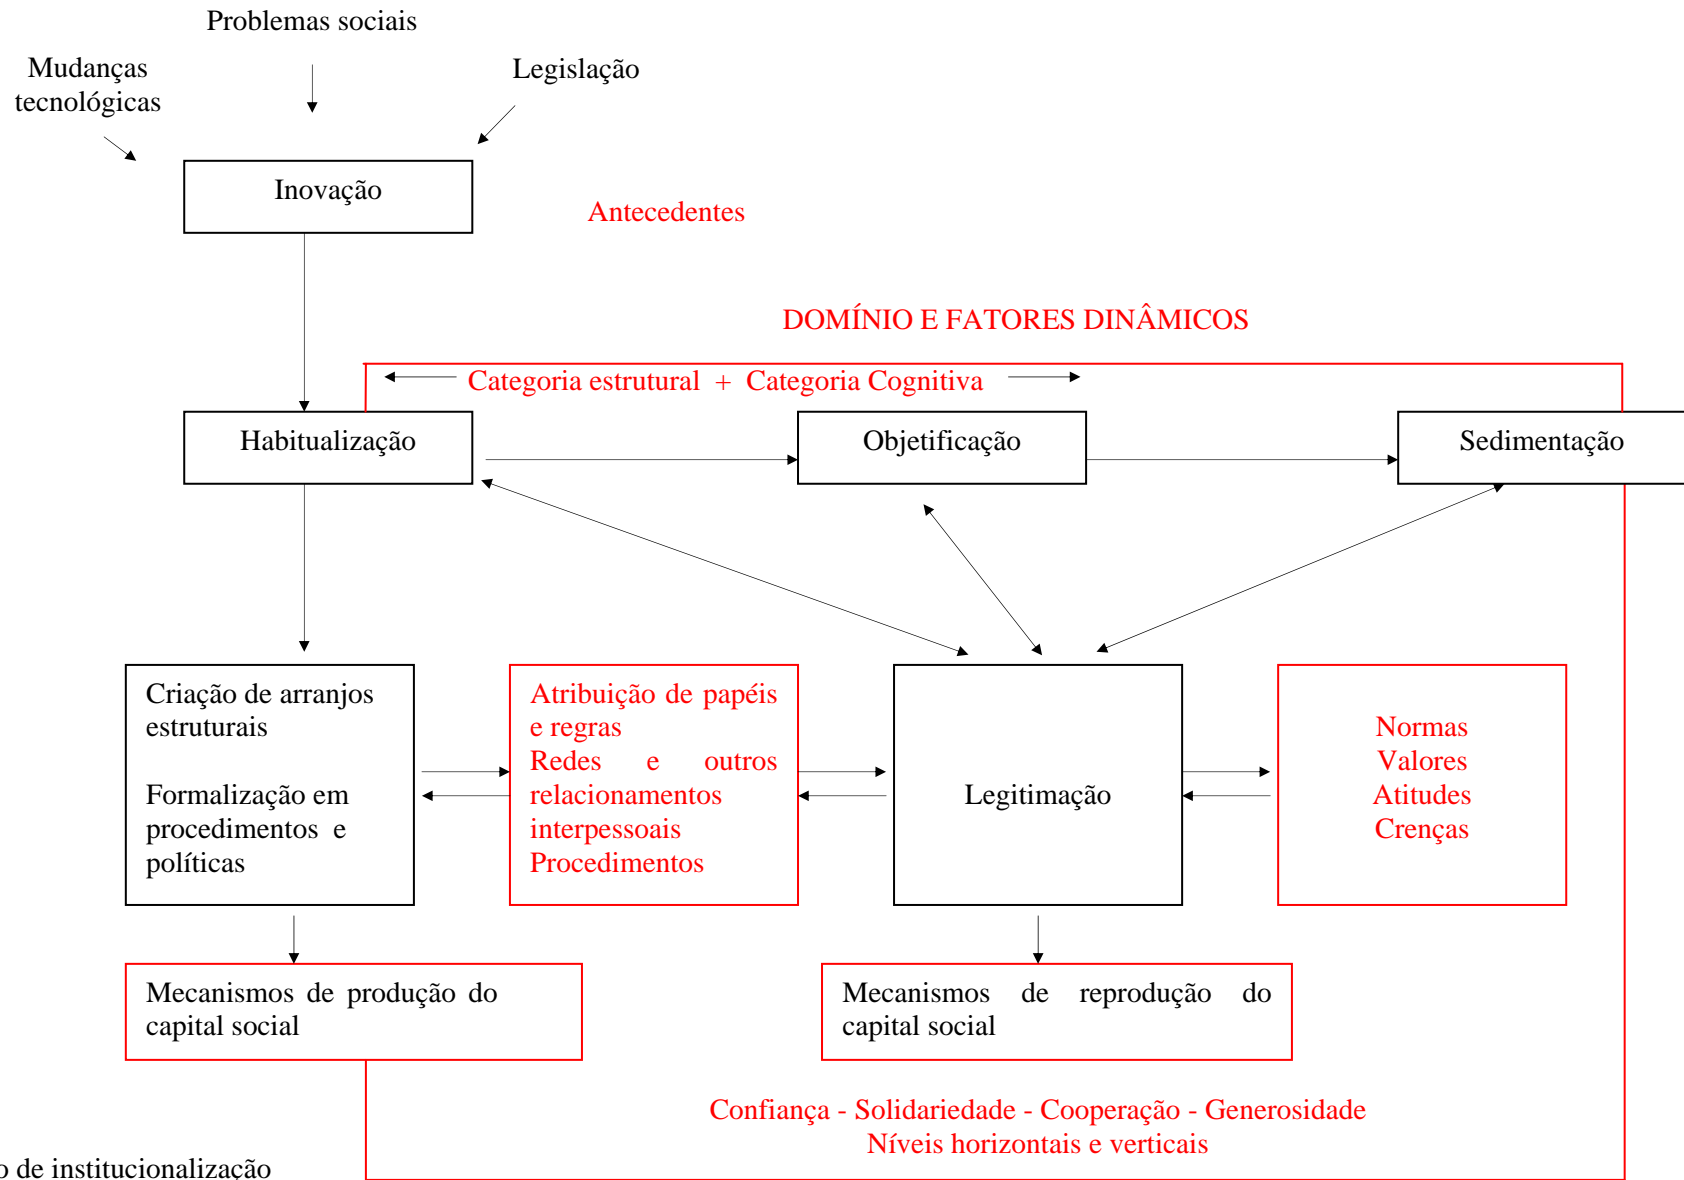 Problemas sociais
Mudanças
tecnológicas
Legislação
Inovação
Antecedentes
DOMÍNIO E FATORES DINÂMICOS
Categoria estrutural + Categoria Cognitiva
Habitualização
Objetificação
Sedimentação
Criação de arranjos
estruturais
Formalização em
procedimentos e
políticas
Atribuição de papéis
e regras
Redes e outros
relacionamentos
interpessoais
Procedimentos
Legitimação
Normas
Valores
Atitudes
Crenças
Mecanismos de produção do
capital social
Mecanismos de reprodução do
capital social
Confiança - Solidariedade - Cooperação - Generosidade
Níveis horizontais e verticais
o de institucionalização